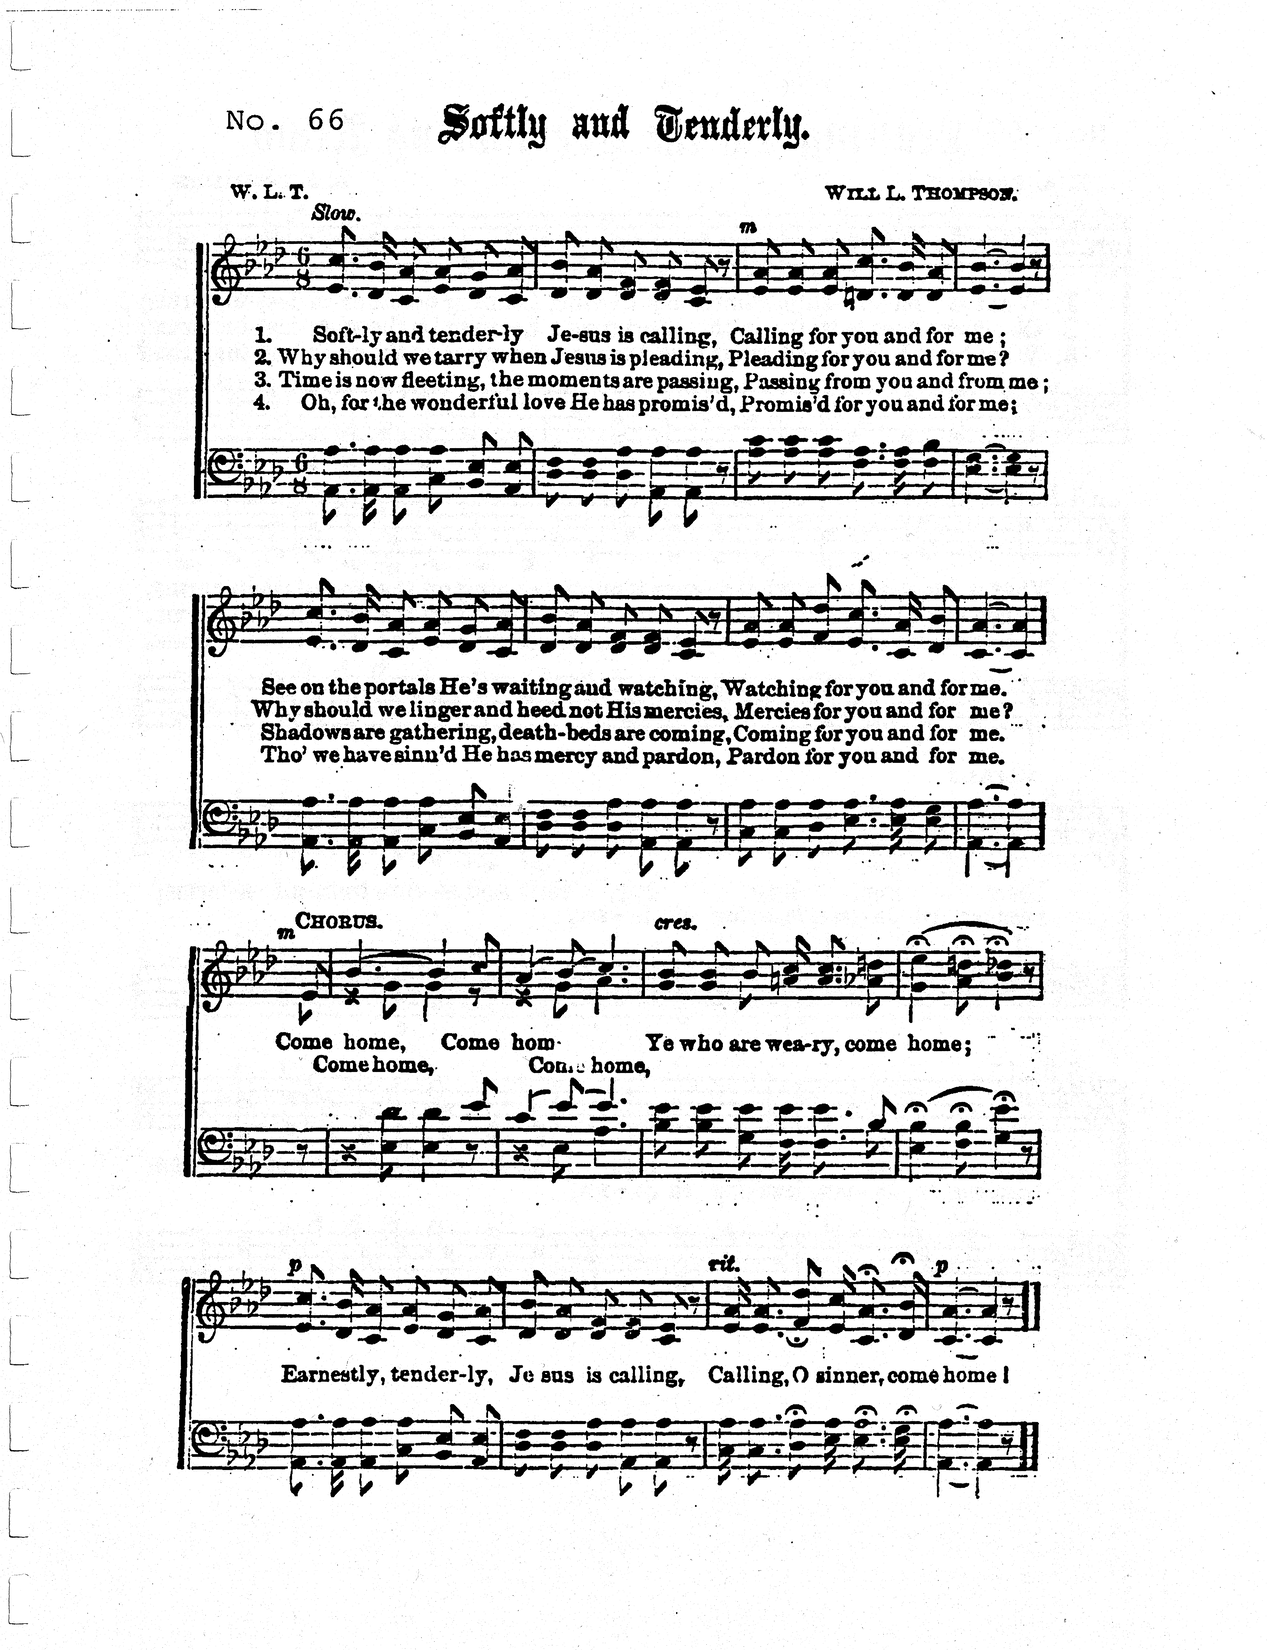 No. 66 Softly and Tenderly.
W. L. T. WILL L. THOMPSON.
Slow.
m
1. Soft-ly and tender-ly Je-sus is calling, Calling for you and for me;
2. Why should we tarry when Jesus is pleading, Pleading for you and for me?
3. Time is now fleeting, the moments are passing, Passing from you and from me;
4. Oh, for the wonderful love He has promis'd, Promis'd for you and for me;
See on the portals He's waiting and watching, Watching for you and for me.
Why should we linger and heed not His mercies, Mercies for you and for me?
Shadows are gathering, death-beds are coming, Coming for you and for me.
Tho' we have sinn'd He has mercy and pardon, Pardon for you and for me.
m CHORUS. cres.
Come home, Come hom Ye who are wea-ry, come home;
Come home, Come home,
p rit. p
Earnestly, tender-ly, Je sus is calling, Calling, O sinner, come home!